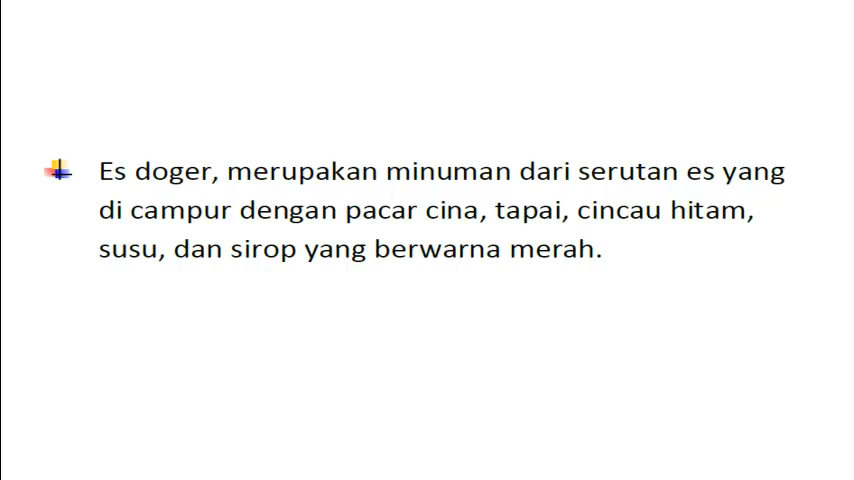 Es doger, merupakan minuman dari serutan es yang
di campur dengan pacar cina, tapai, cincau hitam,
susu, dan sirop yang berwarna merah.